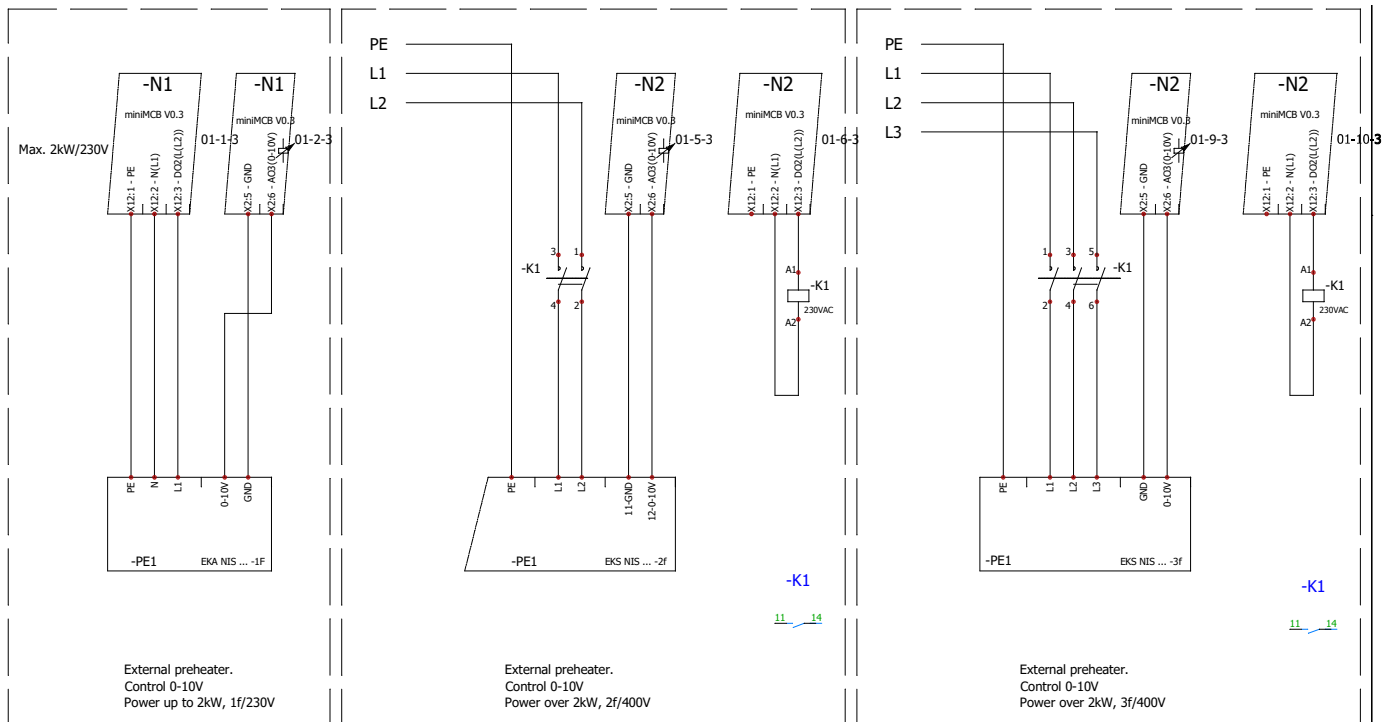 Max. 2kW/230V
-N1
miniMCB V0.3
01-1-3
X12:1 - PE
X12:2 - N(L1)
X12:3 - DO2(L(L2))
-N1
miniMCB V0.3
01-2-3
X2:5 - GND
X2:6 - AO3(0-10V)
PE
N
L1
0-10V
GND
-PE1
EKA NIS ... -1F
External preheater.
Control 0-10V
Power up to 2kW, 1f/230V
PE
L1
L2
-N2
miniMCB V0.3
01-5-3
X2:5 - GND
X2:6 - AO3(0-10V)
-N2
miniMCB V0.3
01-6-3
X12:1 - PE
X12:2 - N(L1)
X12:3 - DO2(L(L2))
3
1
-K1
4
2
A1
-K1
230VAC
A2
PE
L1
L2
11-GND
12-0-10V
-PE1
EKS NIS ... -2f
-K1
11
14
External preheater.
Control 0-10V
Power over 2kW, 2f/400V
PE
L1
L2
L3
-N2
miniMCB V0.3
01-9-3
X2:5 - GND
X2:6 - AO3(0-10V)
-N2
miniMCB V0.3
01-10-3
X12:1 - PE
X12:2 - N(L1)
X12:3 - DO2(L(L2))
1
3
5
-K1
2
4
6
A1
-K1
230VAC
A2
PE
L1
L2
L3
GND
0-10V
-PE1
EKS NIS ... -3f
-K1
11
14
External preheater.
Control 0-10V
Power over 2kW, 3f/400V